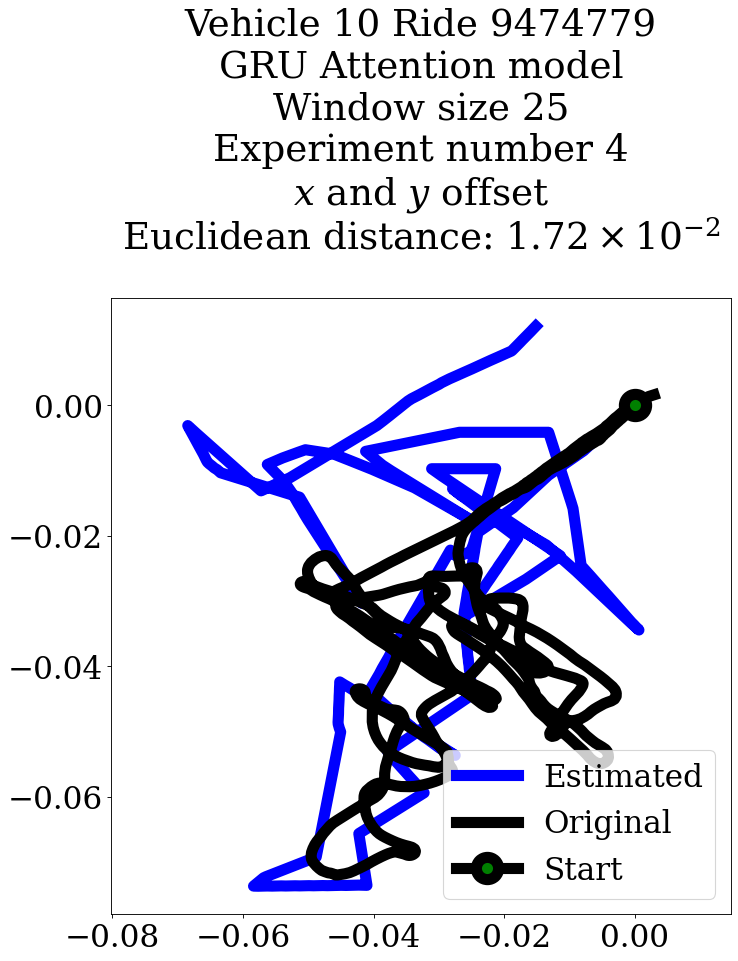 Vehicle 10 Ride 9474779
GRU Attention model
Window size 25
Experiment number 4
x and y offset
Euclidean distance: 1.72 × 10⁻²
0.00
−0.02
−0.04
−0.06
Estimated
Original
Start
−0.08 −0.06 −0.04 −0.02 0.00